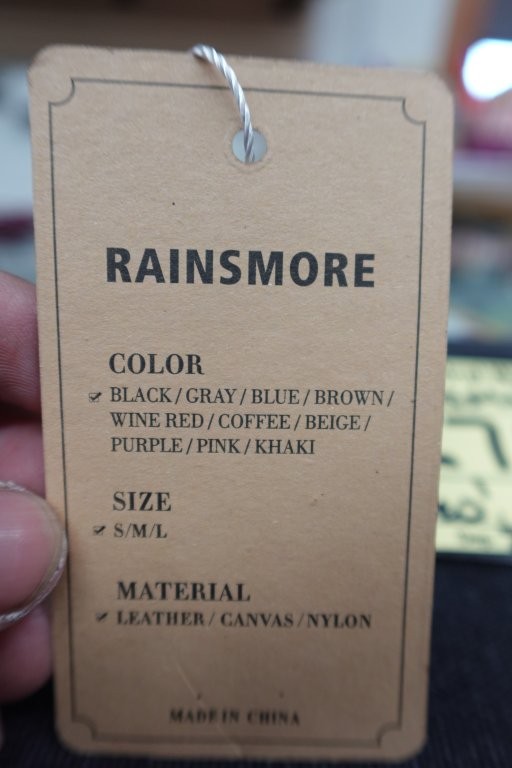 RAINSMORE
COLOR
BLACK / GRAY / BLUE / BROWN /
WINE RED / COFFEE / BEIGE /
PURPLE / PINK / KHAKI
SIZE
S/M/L
MATERIAL
LEATHER / CANVAS / NYLON
MADE IN CHINA